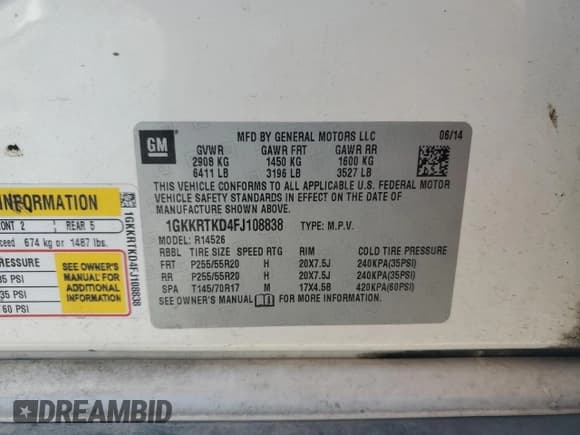 GM
MFD BY GENERAL MOTORS LLC 06/14
GVWR GAWR FRT GAWR RR
2908 KG 1450 KG 1600 KG
6411 LB 3196 LB 3527 LB
THIS VEHICLE CONFORMS TO ALL APPLICABLE U.S. FEDERAL MOTOR
VEHICLE SAFETY STANDARDS IN EFFECT ON THE DATE OF
MANUFACTURE SHOWN ABOVE.
1GKKRTKD4FJ108838 TYPE: M.P.V.
MODEL: R14526
RBBL TIRE SIZE SPEED RTG RIM COLD TIRE PRESSURE
FRT P255/55R20 H 20X7.5J 240KPA(35PSI)
RR P255/55R20 H 20X7.5J 240KPA(35PSI)
SPA T145/70R17 M 17X4.5B 420KPA(60PSI)
SEE OWNER'S MANUAL FOR MORE INFORMATION.
INFORMATION
ONT 2 REAR 5
ceed 674 kg or 1487 lbs.
PRESSURE
35 PSI
35 PSI
60 PSI
SEE OWNER'S
MANUAL FOR
ADDITIONAL
INFORMATION
1GKKRTKD4FJ108838
DREAMBID